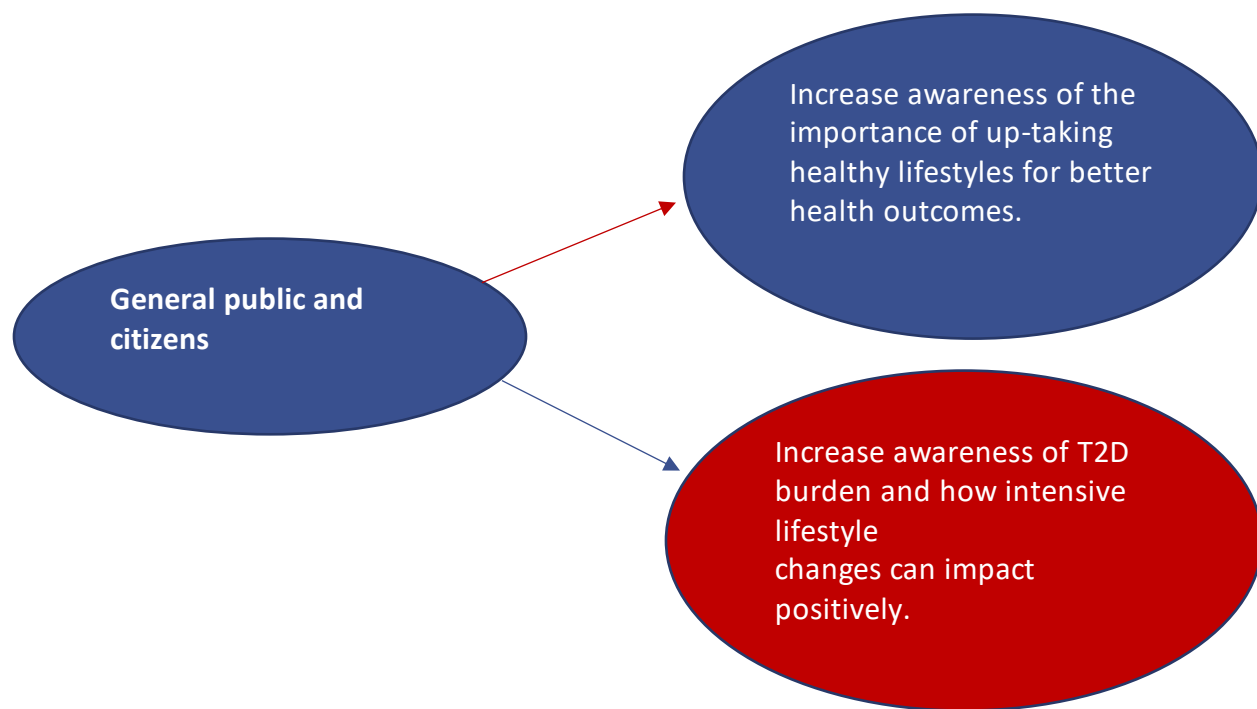 Increase awareness of the
importance of up-taking
healthy lifestyles for better
health outcomes.
General public and
citizens
Increase awareness of T2D
burden and how intensive
lifestyle
changes can impact
positively.